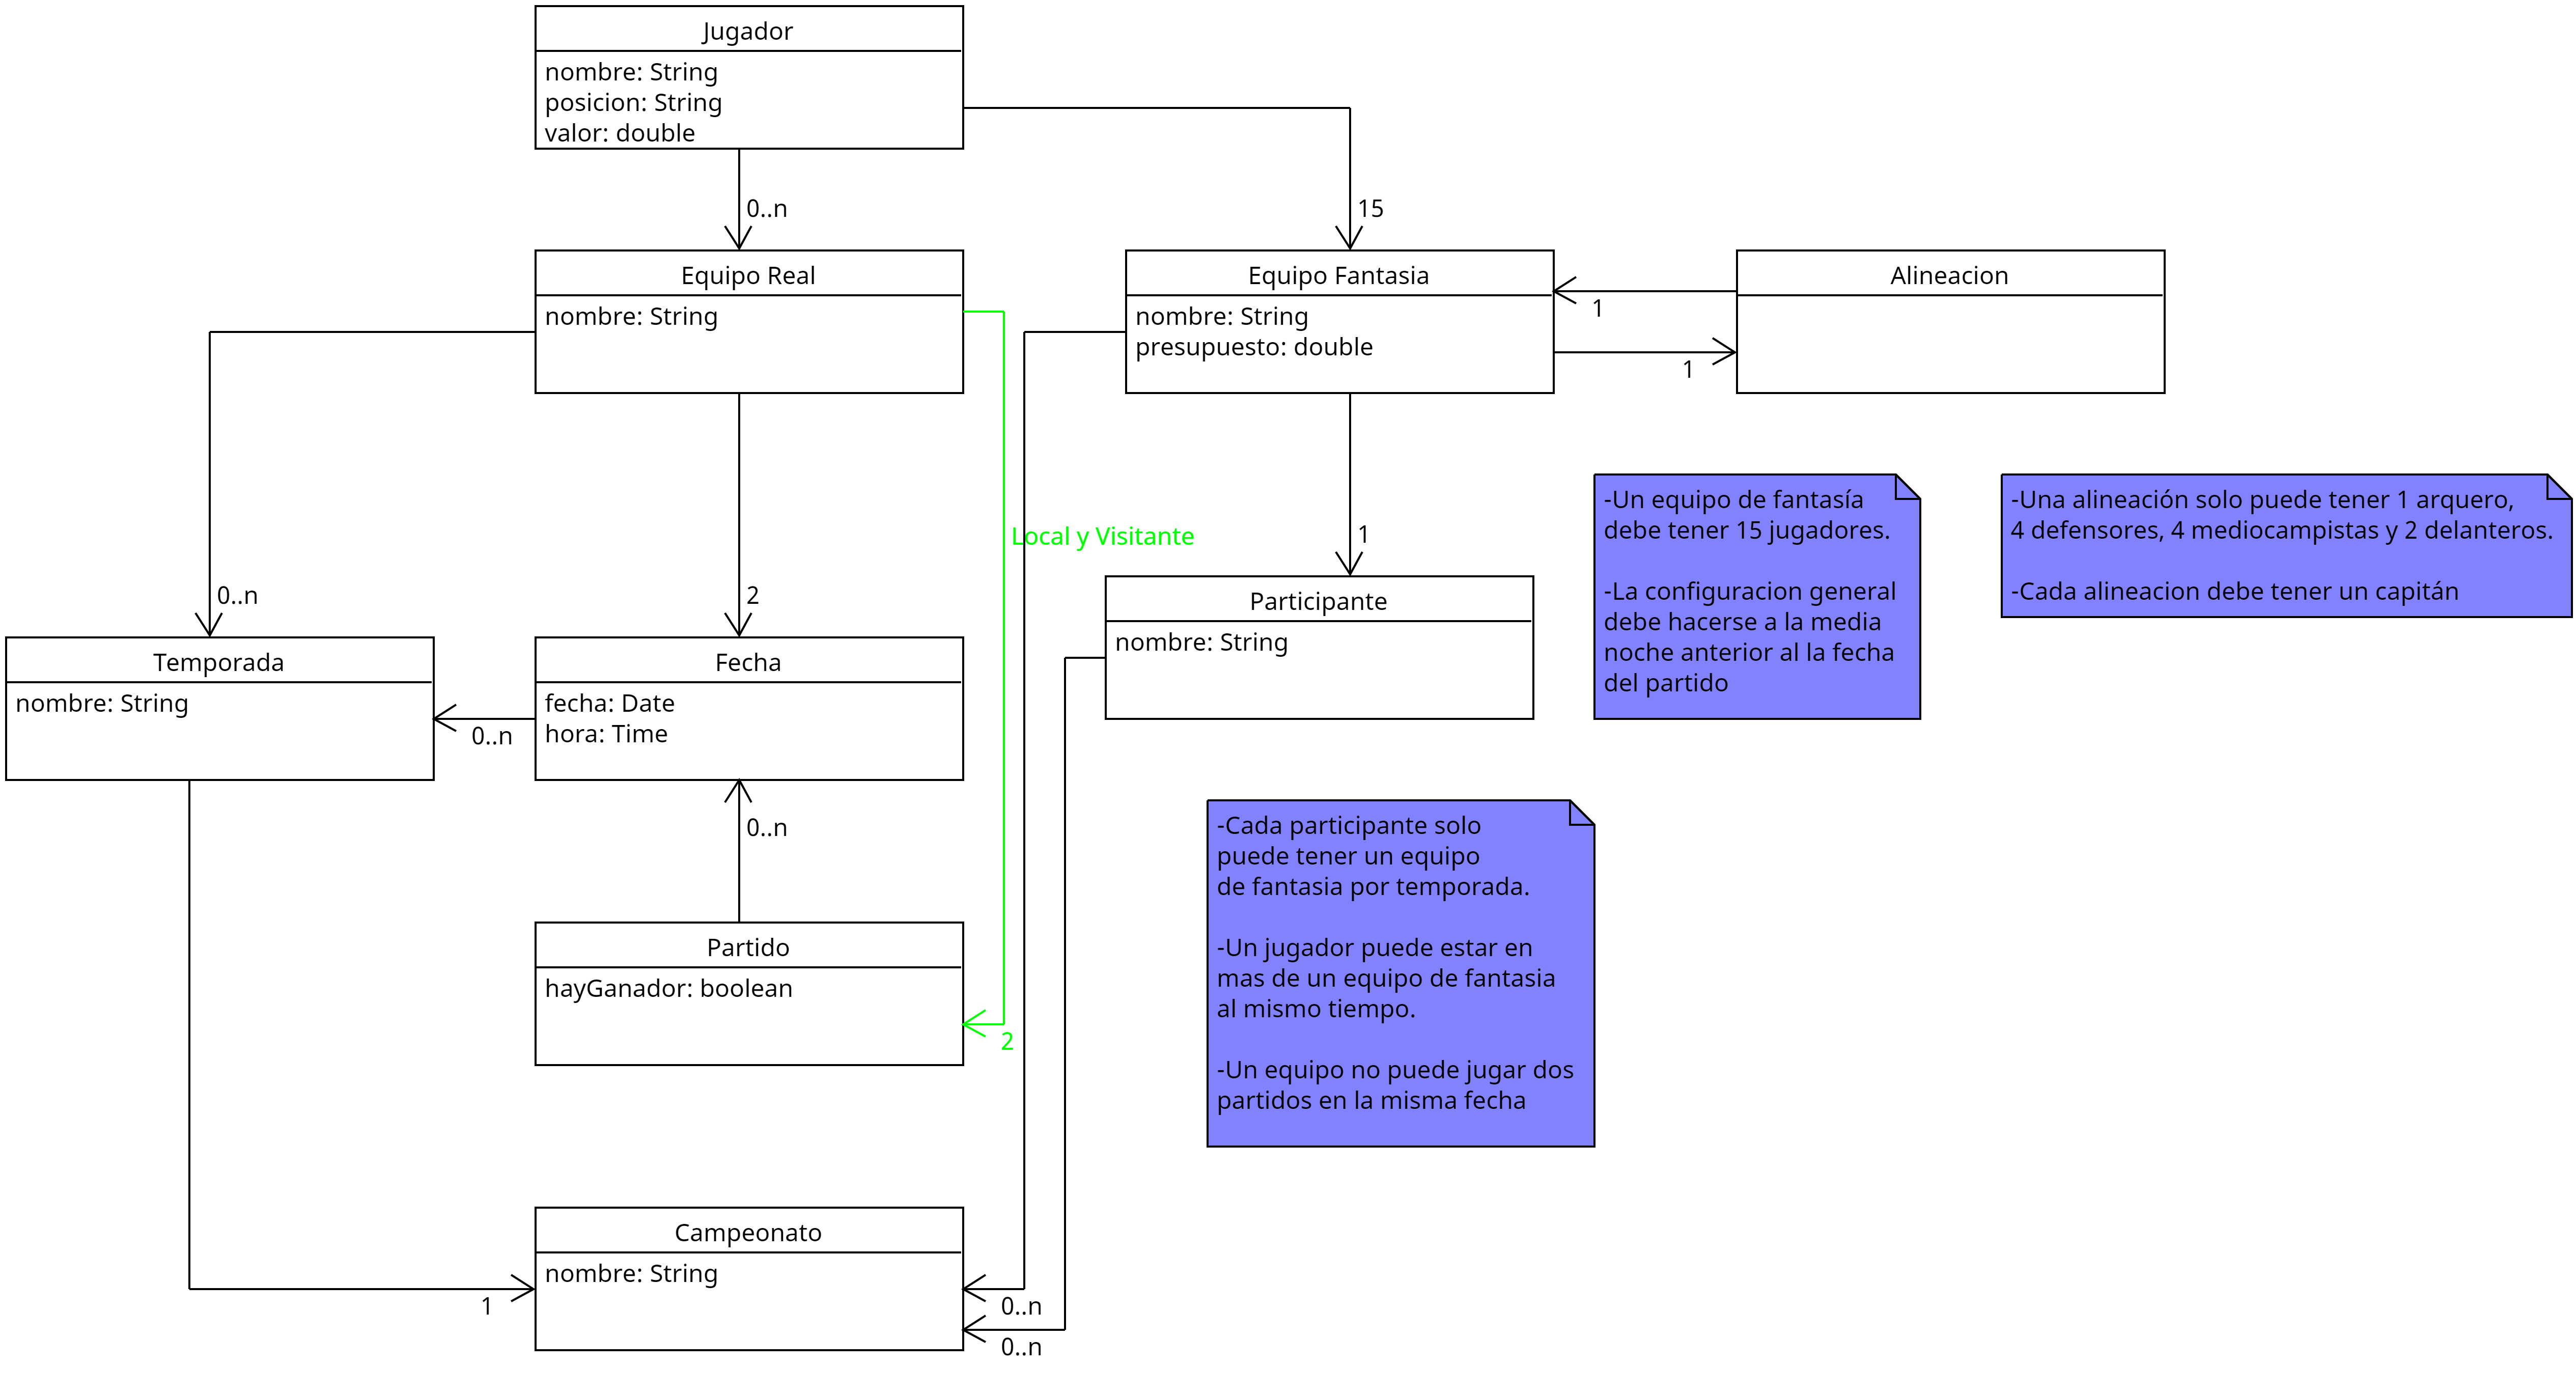 Jugador
nombre: String
posicion: String
valor: double
0..n
15
Equipo Real
nombre: String
Equipo Fantasia
nombre: String
presupuesto: double
Alineacion
1
1
Local y Visitante
1
-Un equipo de fantasía
debe tener 15 jugadores.
-La configuracion general
debe hacerse a la media
noche anterior al la fecha
del partido
-Una alineación solo puede tener 1 arquero,
4 defensores, 4 mediocampistas y 2 delanteros.
-Cada alineacion debe tener un capitán
0..n
2
Participante
nombre: String
Temporada
nombre: String
0..n
Fecha
fecha: Date
hora: Time
0..n
-Cada participante solo
puede tener un equipo
de fantasia por temporada.
-Un jugador puede estar en
mas de un equipo de fantasia
al mismo tiempo.
-Un equipo no puede jugar dos
partidos en la misma fecha
Partido
hayGanador: boolean
2
Campeonato
nombre: String
1
0..n
0..n